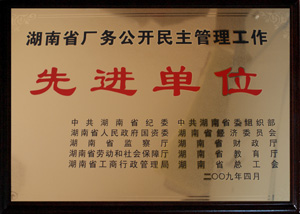 湖南省厂务公开民主管理工作
先进单位
中共湖南省纪委 中共湖南省委组织部
湖南省人民政府国资委 湖南省经济委员会
湖南省监察厅 湖南省财政厅
湖南省劳动和社会保障厅 湖南省教育厅
湖南省工商行政管理局 湖南省总工会
二〇〇九年四月